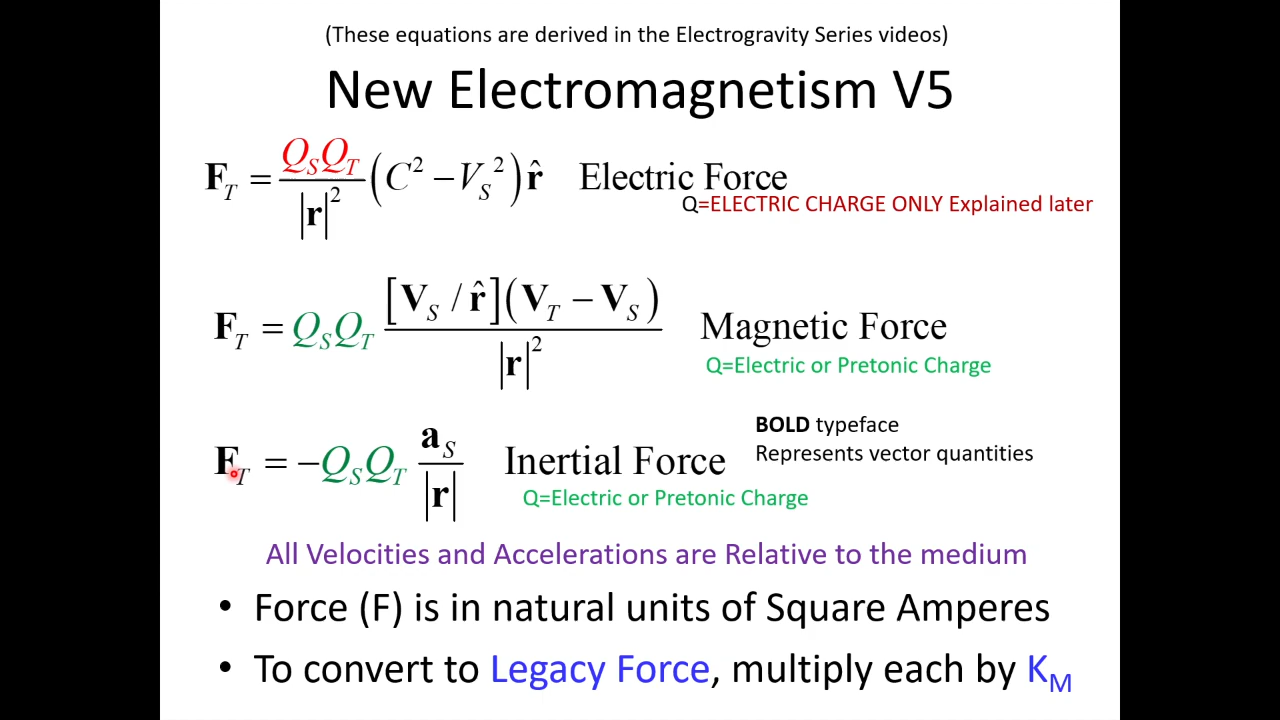 (These equations are derived in the Electrogravity Series videos)
New Electromagnetism V5
F_T = Q_S Q_T / |r|² (C² − V_S²) r̂ Electric Force
Q=ELECTRIC CHARGE ONLY Explained later
F_T = Q_S Q_T [V_S / r̂](V_T − V_S) / |r|² Magnetic Force
Q=Electric or Pretonic Charge
BOLD typeface
Represents vector quantities
F_T = −Q_S Q_T a_S / |r| Inertial Force
Q=Electric or Pretonic Charge
All Velocities and Accelerations are Relative to the medium
• Force (F) is in natural units of Square Amperes
• To convert to Legacy Force, multiply each by K_M